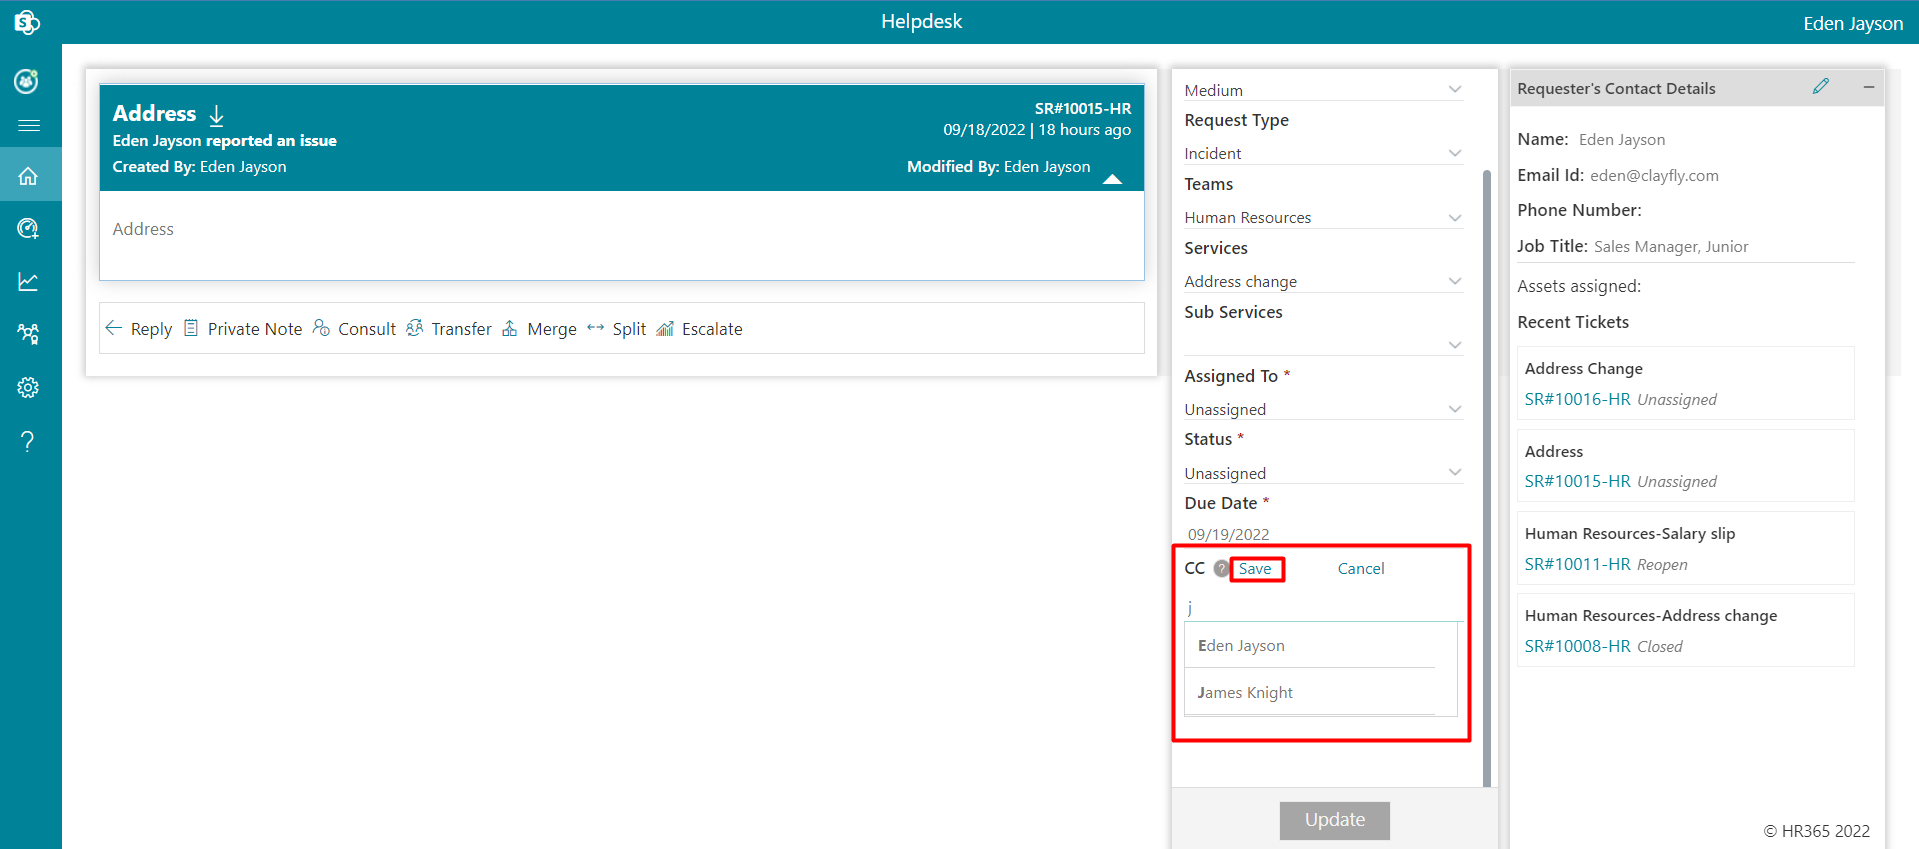 Helpdesk
Eden Jayson
Address
SR#10015-HR
Eden Jayson reported an issue
09/18/2022 | 18 hours ago
Created By: Eden Jayson
Modified By: Eden Jayson
Address
Reply
Private Note
Consult
Transfer
Merge
Split
Escalate
Medium
Request Type
Incident
Teams
Human Resources
Services
Address change
Sub Services
Assigned To *
Unassigned
Status *
Unassigned
Due Date *
09/19/2022
CC ? Save Cancel
j
Eden Jayson
James Knight
Update
Requester's Contact Details
Name: Eden Jayson
Email Id: eden@clayfly.com
Phone Number:
Job Title: Sales Manager, Junior
Assets assigned:
Recent Tickets
Address Change
SR#10016-HR Unassigned
Address
SR#10015-HR Unassigned
Human Resources-Salary slip
SR#10011-HR Reopen
Human Resources-Address change
SR#10008-HR Closed
© HR365 2022